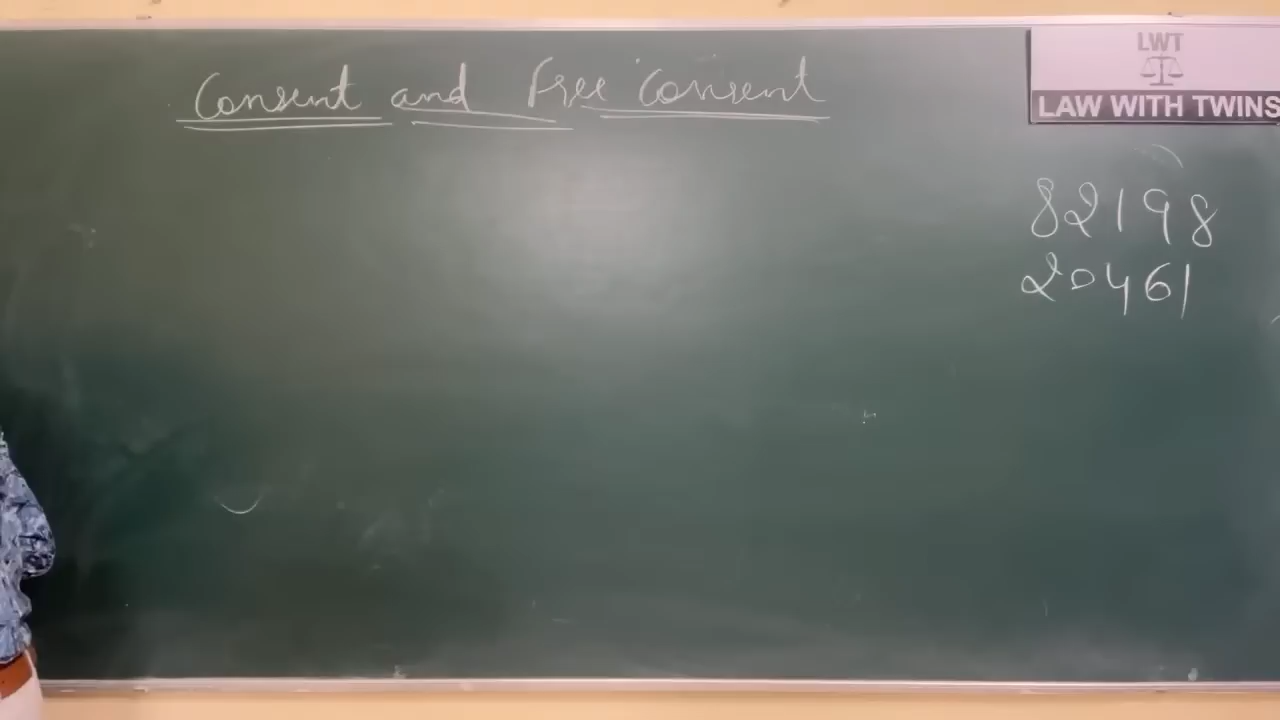 Consent and Free Consent
LWT
LAW WITH TWINS
82198
20461